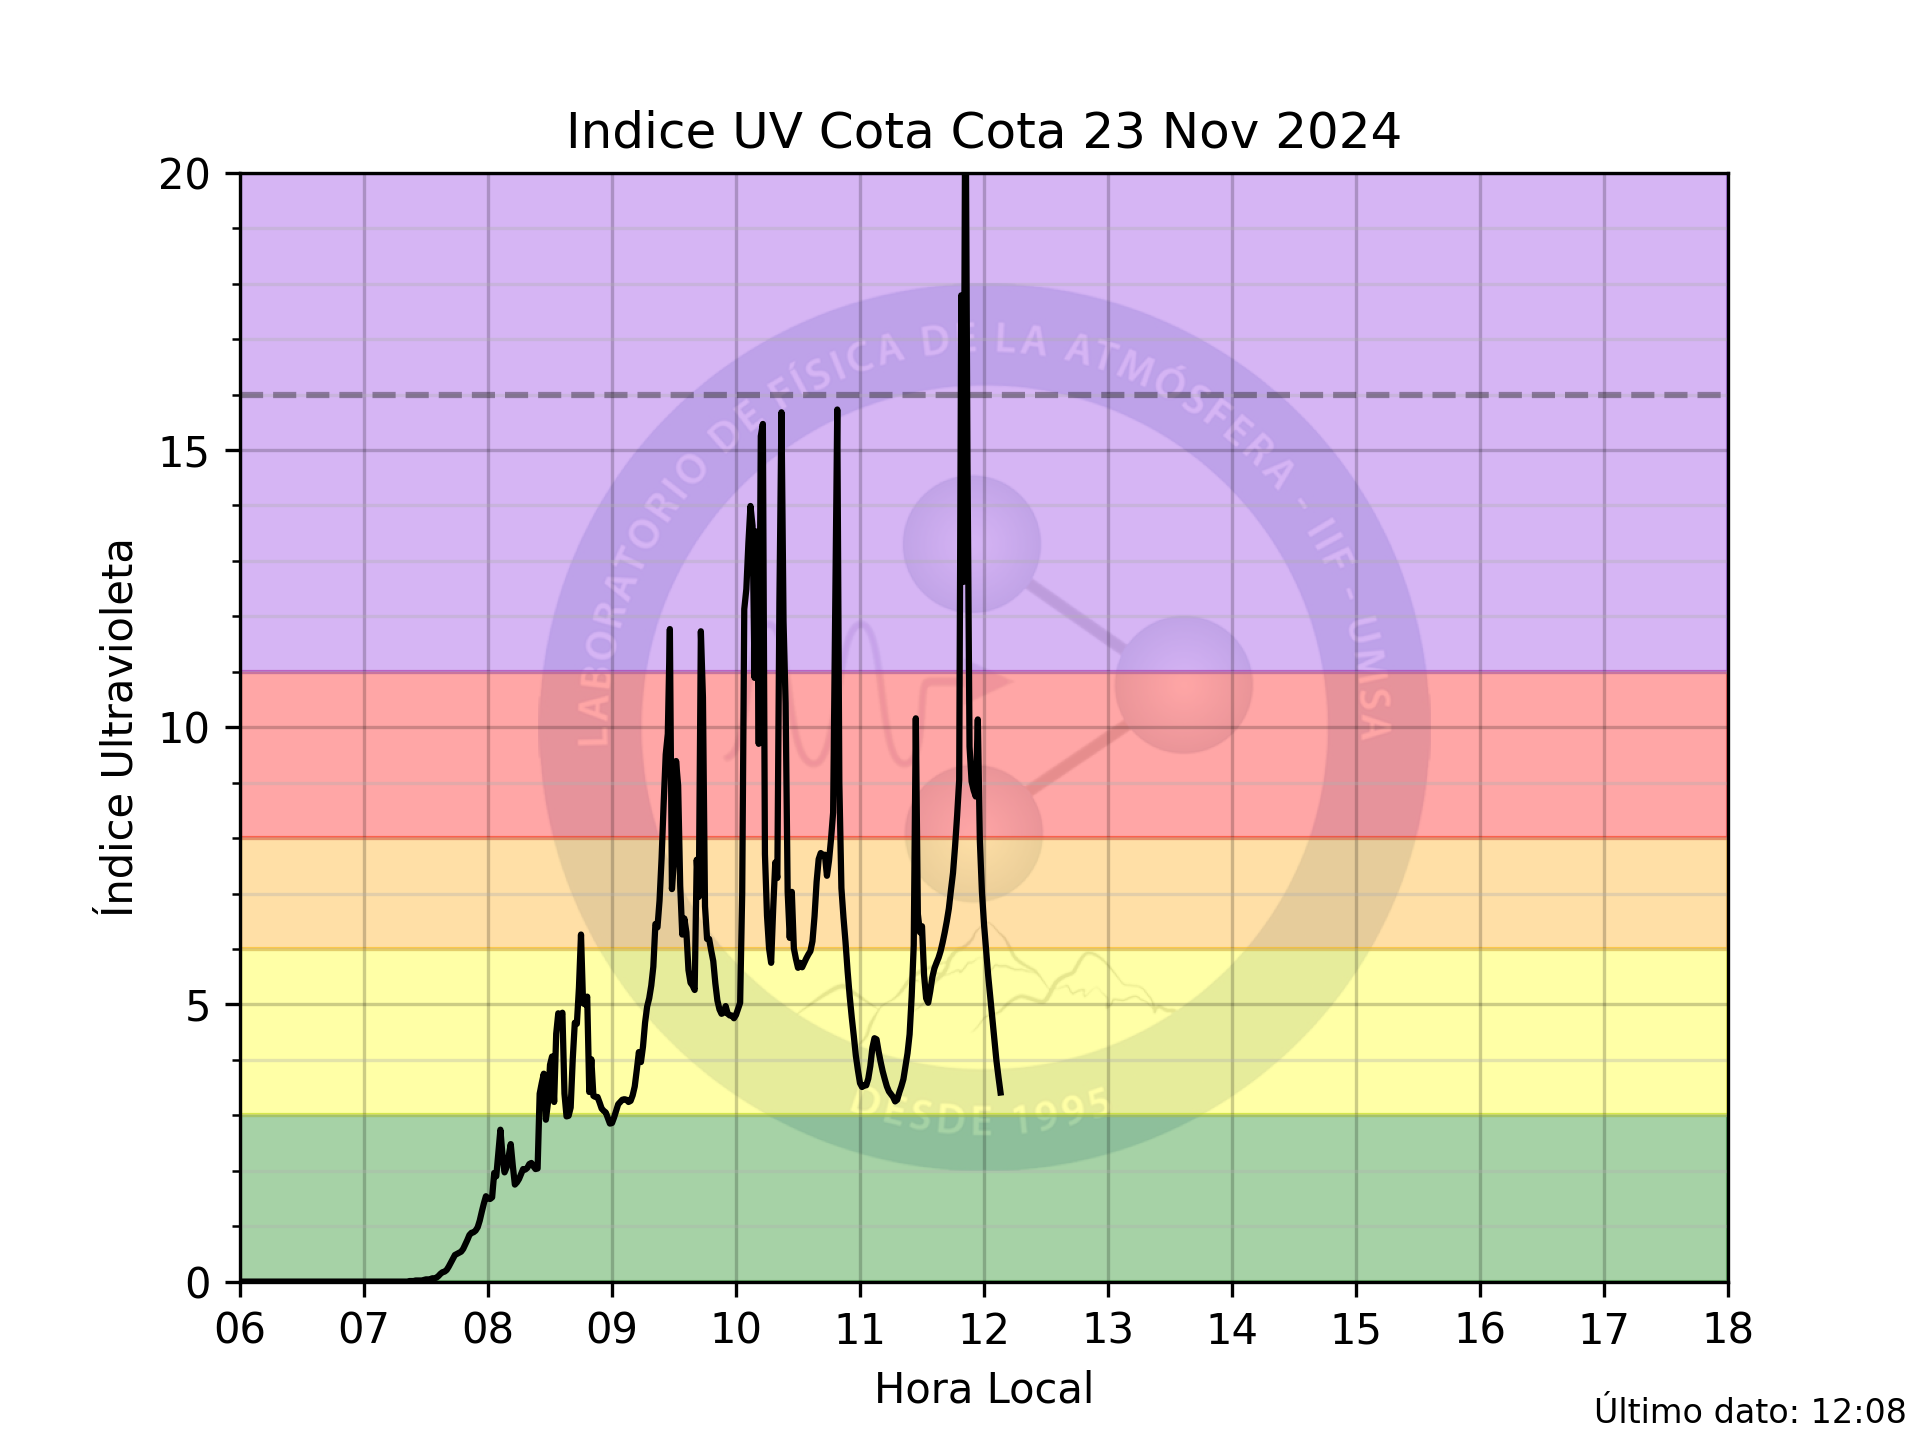 Indice UV Cota Cota 23 Nov 2024
20
15
10
5
0
Índice Ultravioleta
LABORATORIO DE FÍSICA DE LA ATMÓSFERA - IIF - UMSA
DESDE 1995
06 07 08 09 10 11 12 13 14 15 16 17 18
Hora Local
Último dato: 12:08